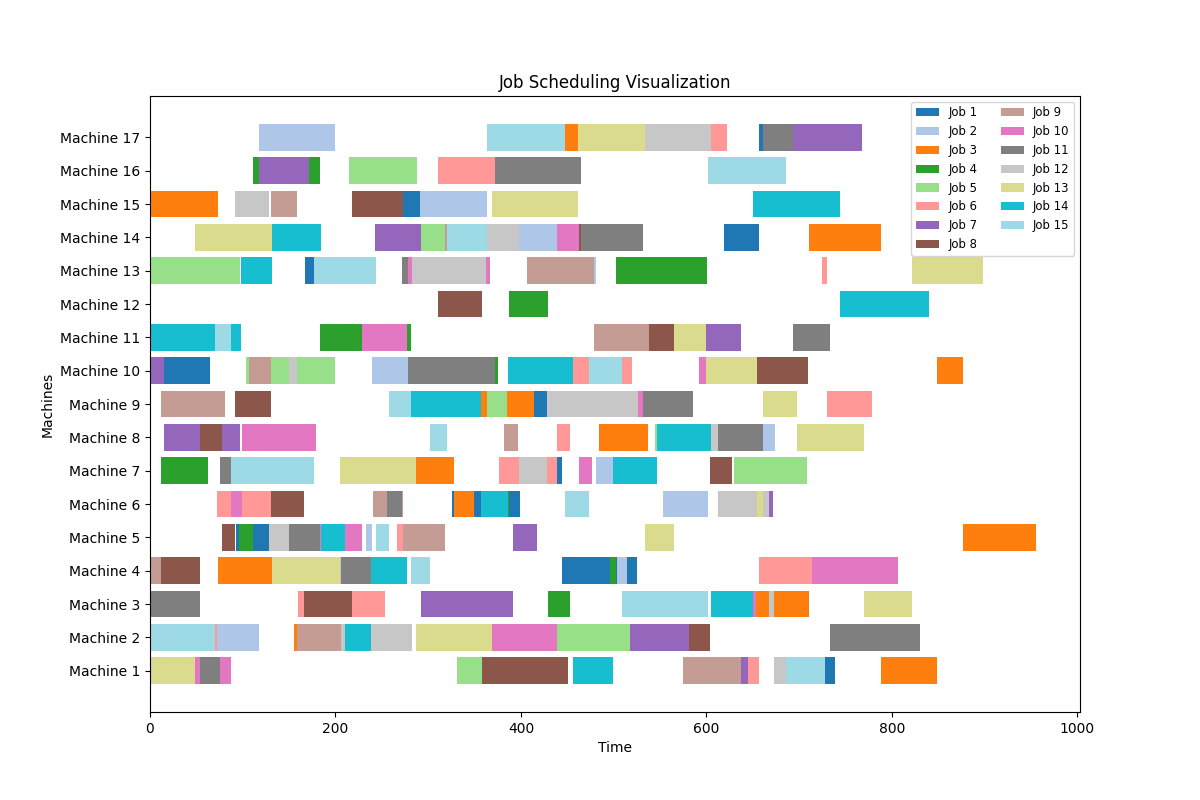 Job Scheduling Visualization
Machine 17
Machine 16
Machine 15
Machine 14
Machine 13
Machine 12
Machine 11
Machine 10
Machine 9
Machine 8
Machine 7
Machine 6
Machine 5
Machine 4
Machine 3
Machine 2
Machine 1
Machines
0
200
400
600
800
1000
Time
Job 1
Job 2
Job 3
Job 4
Job 5
Job 6
Job 7
Job 8
Job 9
Job 10
Job 11
Job 12
Job 13
Job 14
Job 15